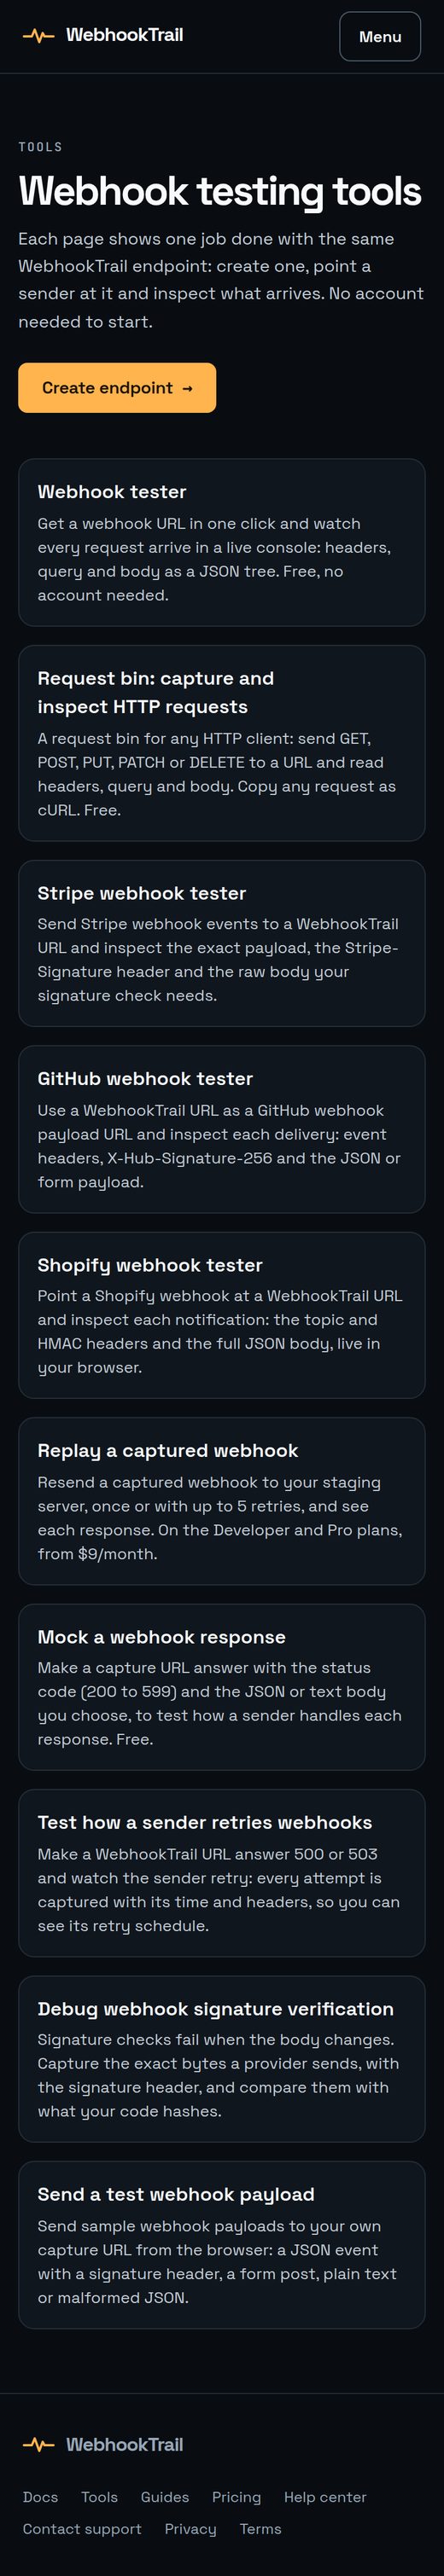 WebhookTrail
Menu
TOOLS
Webhook testing tools
Each page shows one job done with the same
WebhookTrail endpoint: create one, point a
sender at it and inspect what arrives. No account
needed to start.
Create endpoint →
Webhook tester
Get a webhook URL in one click and watch
every request arrive in a live console: headers,
query and body as a JSON tree. Free, no
account needed.
Request bin: capture and
inspect HTTP requests
A request bin for any HTTP client: send GET,
POST, PUT, PATCH or DELETE to a URL and read
headers, query and body. Copy any request as
cURL. Free.
Stripe webhook tester
Send Stripe webhook events to a WebhookTrail
URL and inspect the exact payload, the Stripe-
Signature header and the raw body your
signature check needs.
GitHub webhook tester
Use a WebhookTrail URL as a GitHub webhook
payload URL and inspect each delivery: event
headers, X-Hub-Signature-256 and the JSON or
form payload.
Shopify webhook tester
Point a Shopify webhook at a WebhookTrail URL
and inspect each notification: the topic and
HMAC headers and the full JSON body, live in
your browser.
Replay a captured webhook
Resend a captured webhook to your staging
server, once or with up to 5 retries, and see
each response. On the Developer and Pro plans,
from $9/month.
Mock a webhook response
Make a capture URL answer with the status
code (200 to 599) and the JSON or text body
you choose, to test how a sender handles each
response. Free.
Test how a sender retries webhooks
Make a WebhookTrail URL answer 500 or 503
and watch the sender retry: every attempt is
captured with its time and headers, so you can
see its retry schedule.
Debug webhook signature verification
Signature checks fail when the body changes.
Capture the exact bytes a provider sends, with
the signature header, and compare them with
what your code hashes.
Send a test webhook payload
Send sample webhook payloads to your own
capture URL from the browser: a JSON event
with a signature header, a form post, plain text
or malformed JSON.
WebhookTrail
Docs Tools Guides Pricing Help center
Contact support Privacy Terms